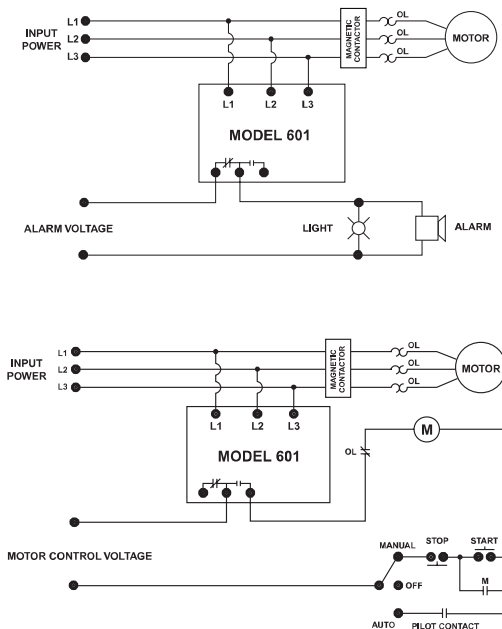 INPUT
POWER
L1
L2
L3
MAGNETIC
CONTACTOR
OL
OL
OL
MOTOR
L1 L2 L3
MODEL 601
ALARM VOLTAGE
LIGHT
ALARM
INPUT
POWER
L1
L2
L3
MAGNETIC
CONTACTOR
OL
OL
OL
MOTOR
L1 L2 L3
MODEL 601
OL
M
MOTOR CONTROL VOLTAGE
MANUAL
STOP
START
OFF
M
AUTO
PILOT CONTACT